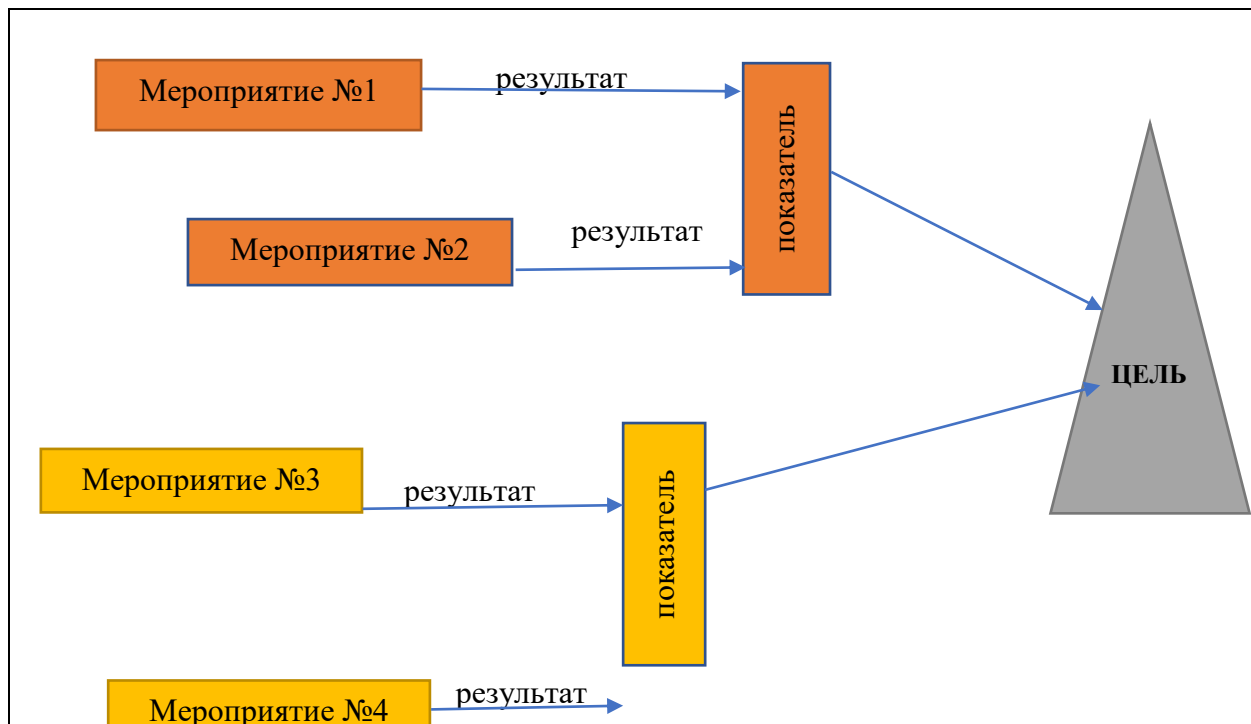 Мероприятие №1
результат
показатель
Мероприятие №2
результат
ЦЕЛЬ
Мероприятие №3
результат
показатель
Мероприятие №4
результат